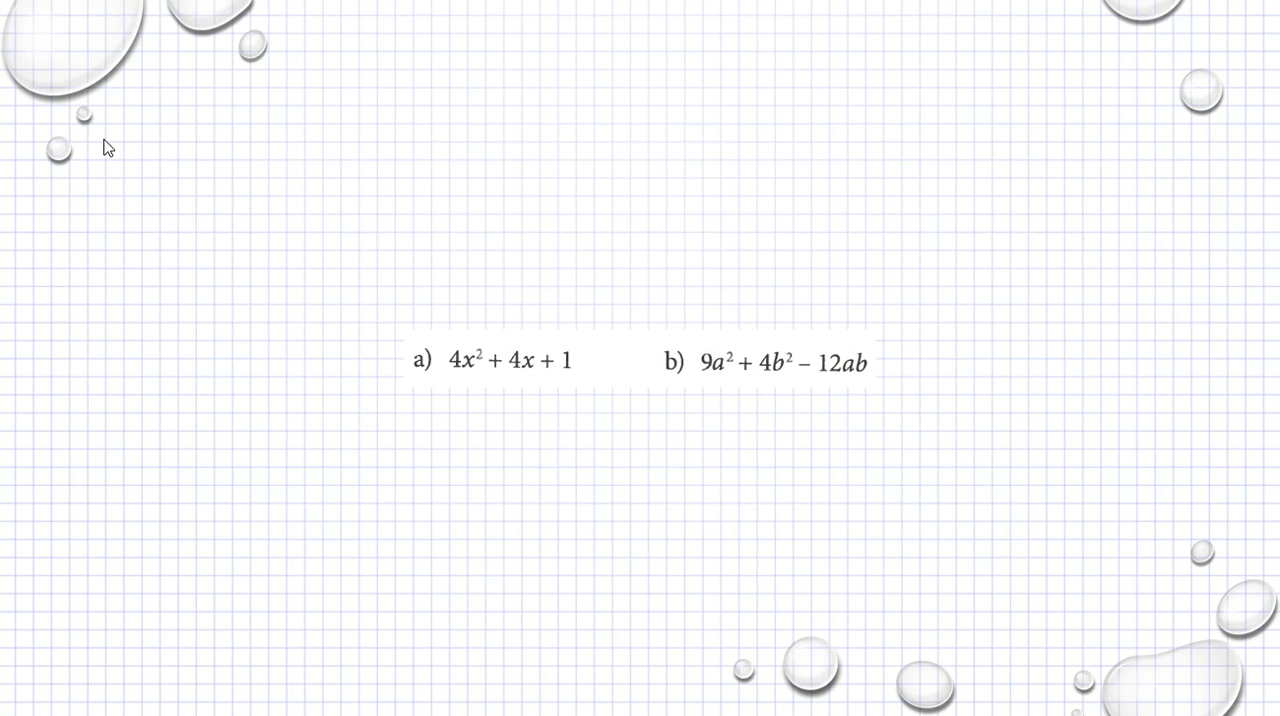 a) 4x² + 4x + 1 b) 9a² + 4b² – 12ab